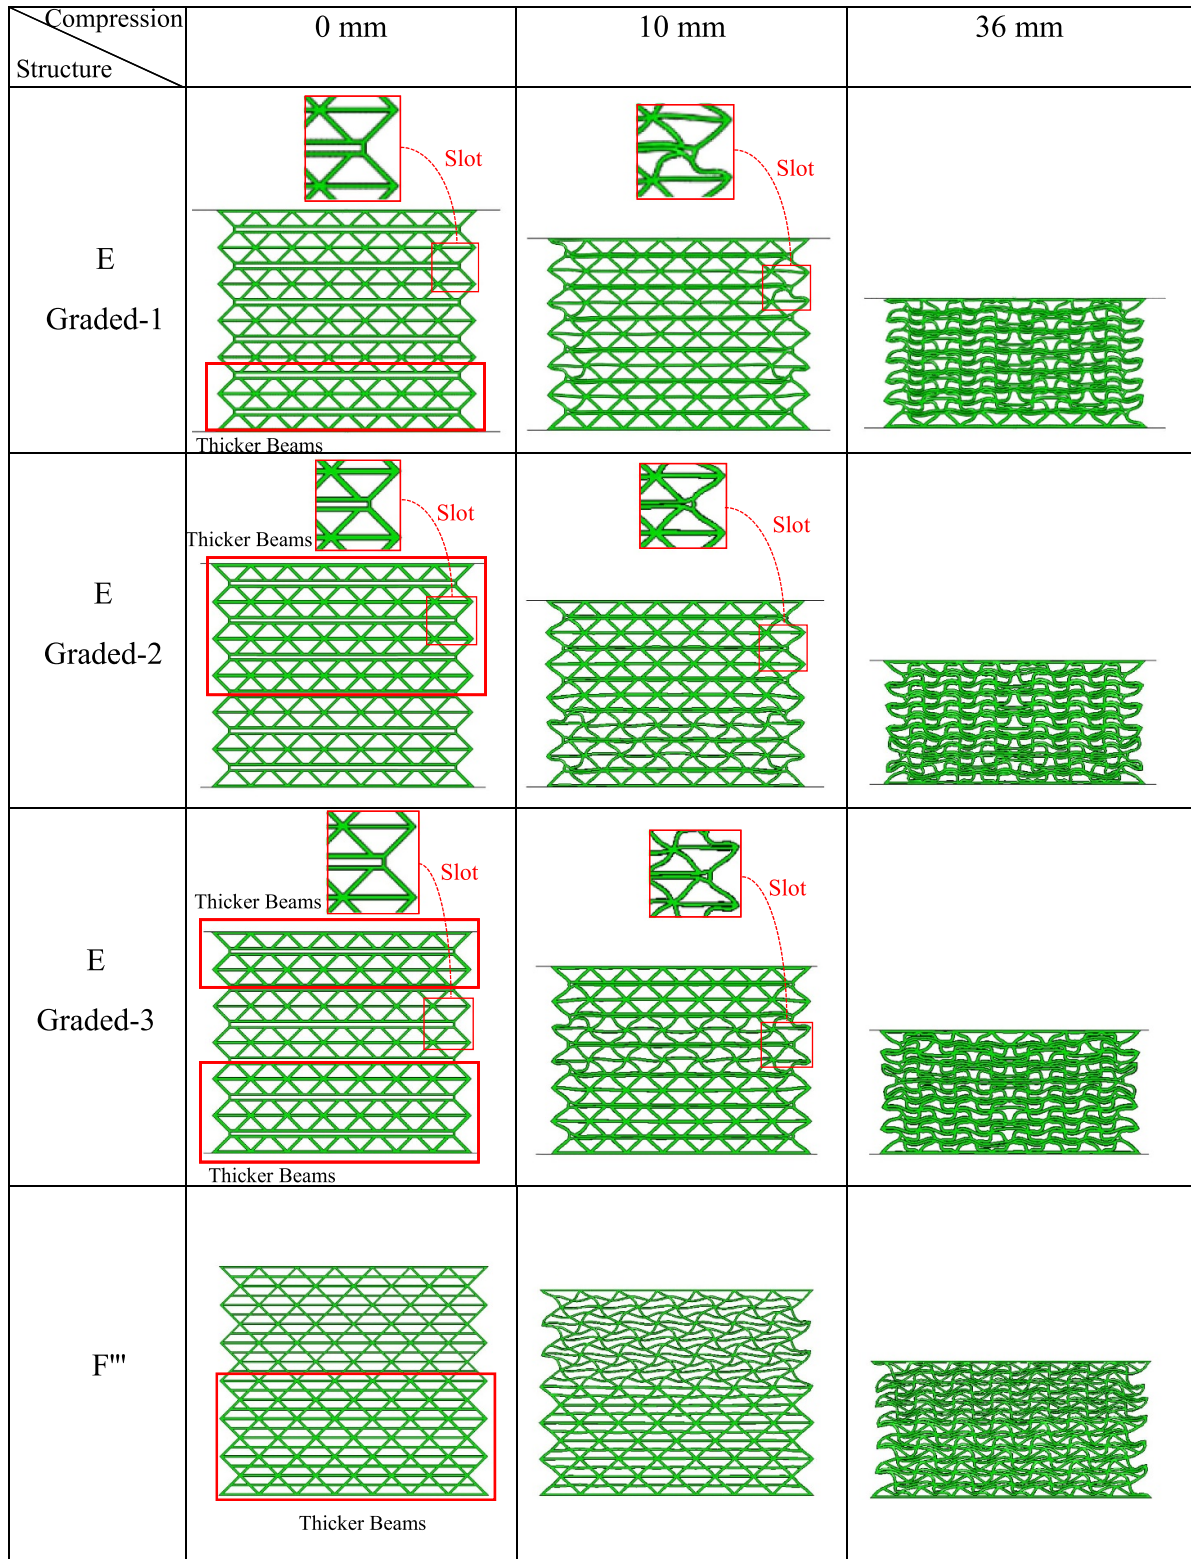 Compression
Structure
0 mm
10 mm
36 mm
E
Graded-1
Slot
Thicker Beams
Slot
E
Graded-2
Thicker Beams
Slot
Slot
E
Graded-3
Thicker Beams
Slot
Thicker Beams
Slot
F'''
Thicker Beams